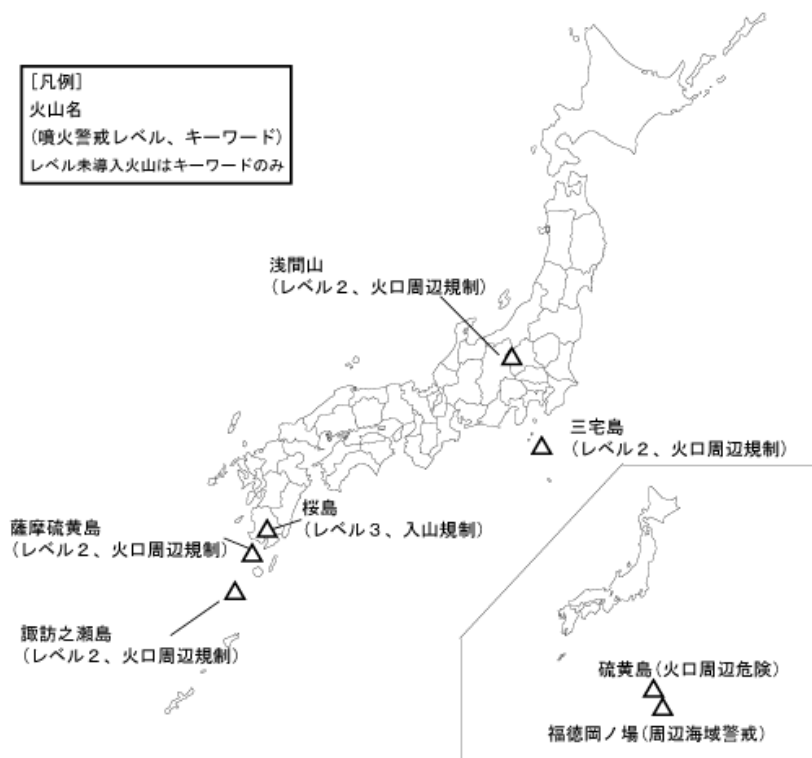 ［凡例］
火山名
(噴火警戒レベル、キーワード)
レベル未導入火山はキーワードのみ
浅間山
(レベル２、火口周辺規制)
三宅島
(レベル２、火口周辺規制)
桜島
(レベル３、入山規制)
薩摩硫黄島
(レベル２、火口周辺規制)
諏訪之瀬島
(レベル２、火口周辺規制)
硫黄島(火口周辺危険)
福徳岡ノ場(周辺海域警戒)